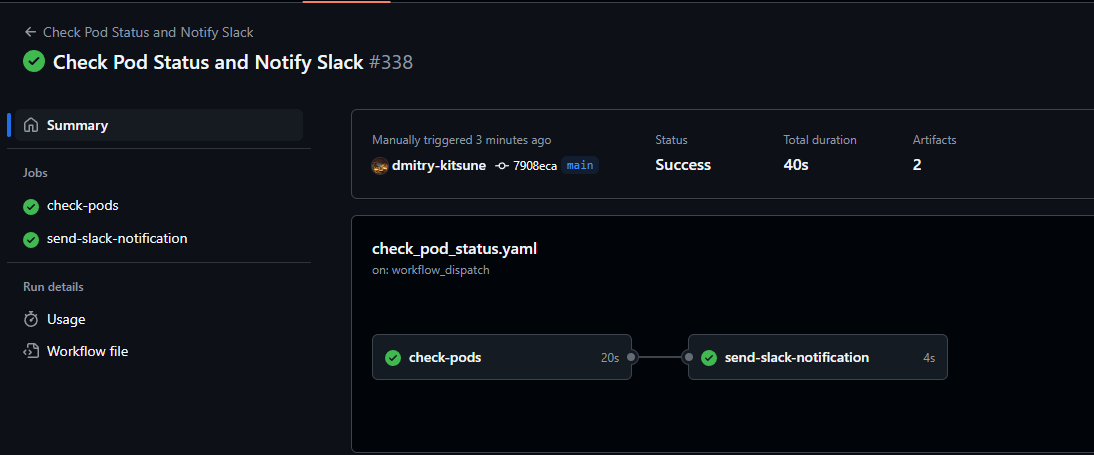 Check Pod Status and Notify Slack
Check Pod Status and Notify Slack #338
Summary
Jobs
check-pods
send-slack-notification
Run details
Usage
Workflow file
Manually triggered 3 minutes ago
dmitry-kitsune 7908eca main
Status
Success
Total duration
40s
Artifacts
2
check_pod_status.yaml
on: workflow_dispatch
check-pods 20s
send-slack-notification 4s